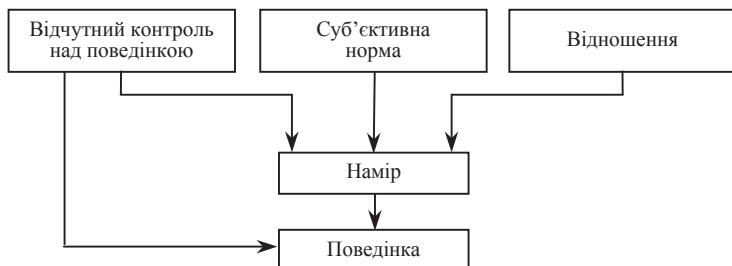 Відчутний контроль
над поведінкою
Суб’єктивна
норма
Відношення
Намір
Поведінка